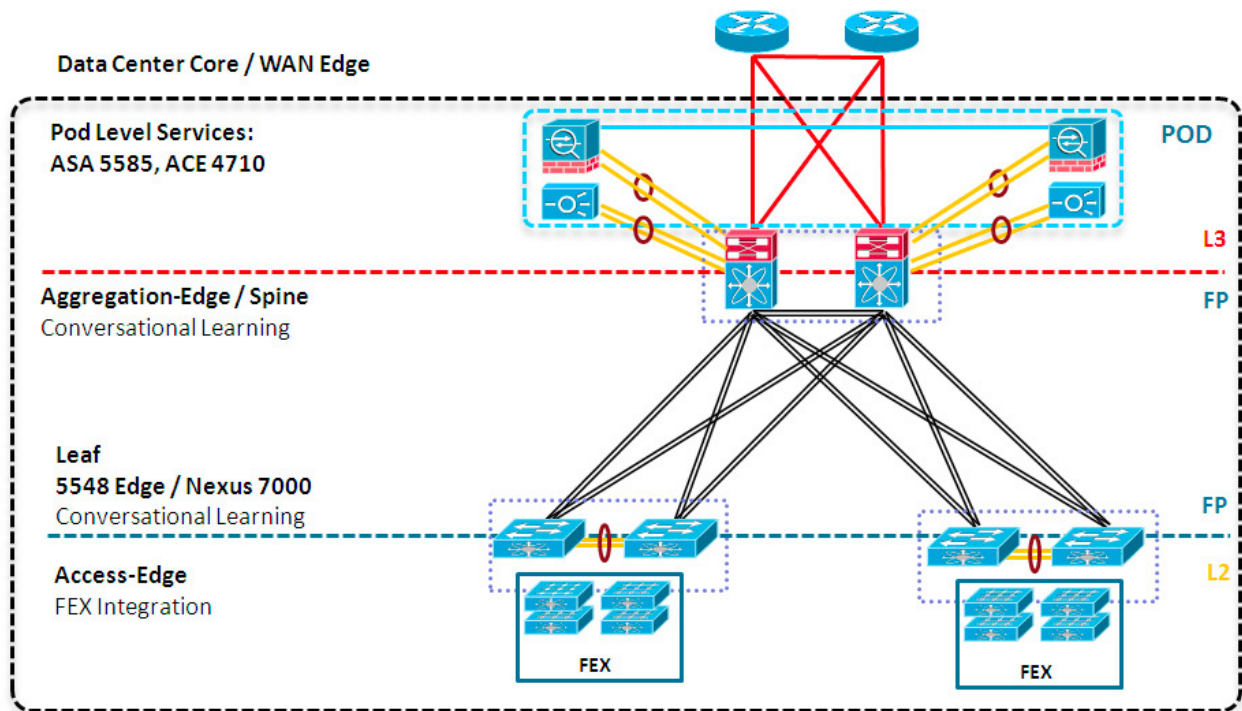 Data Center Core / WAN Edge
Pod Level Services:
ASA 5585, ACE 4710
POD
L3
Aggregation-Edge / Spine
Conversational Learning
FP
Leaf
5548 Edge / Nexus 7000
Conversational Learning
FP
Access-Edge
FEX Integration
L2
FEX
FEX